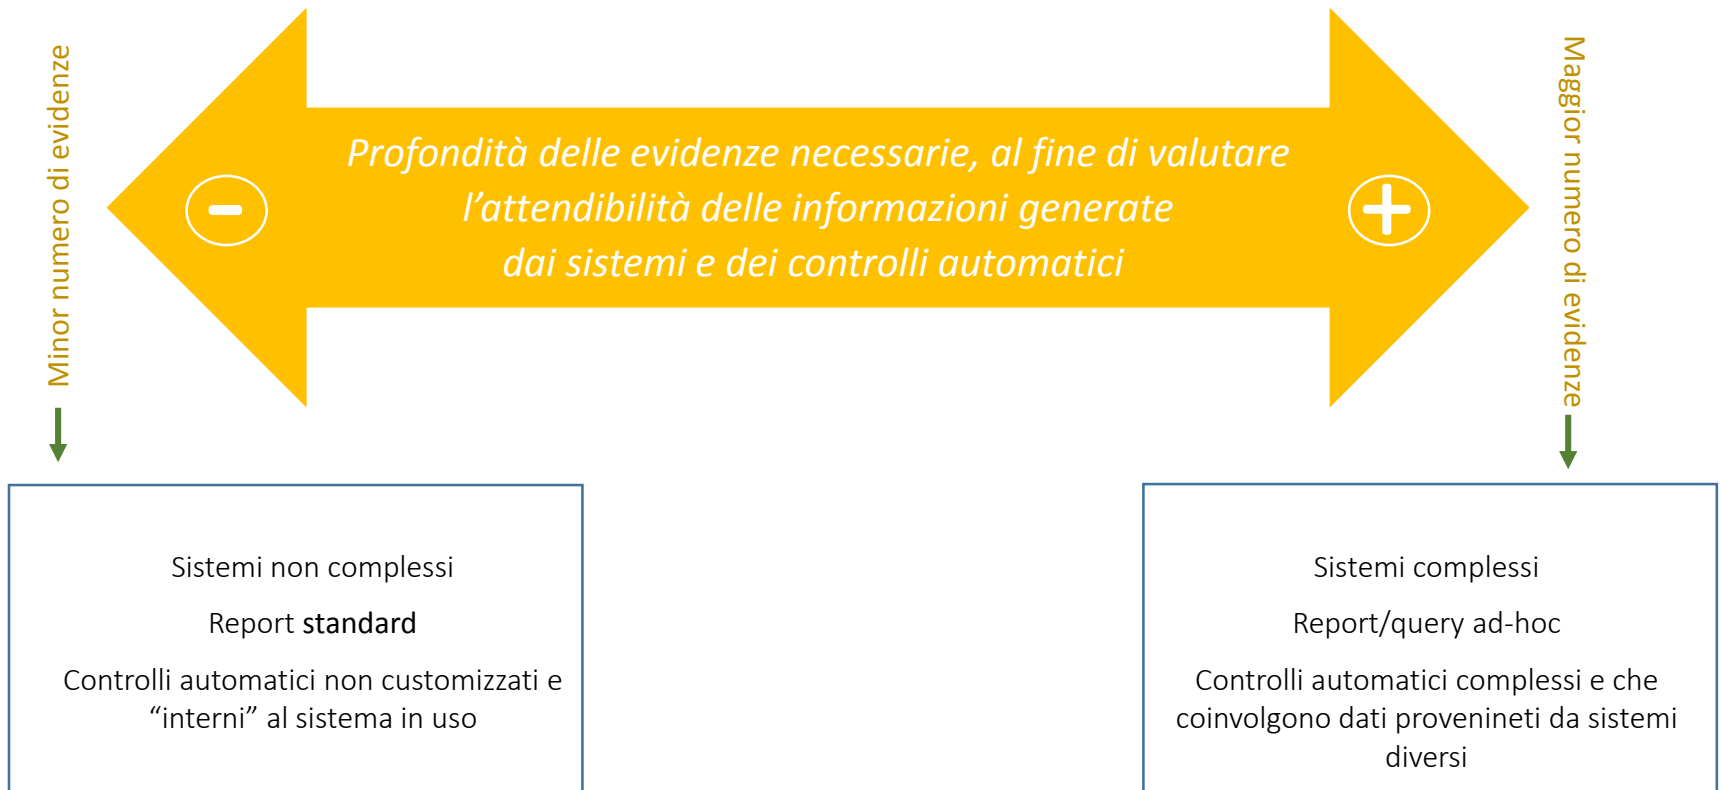 Minor numero di evidenze
Profondità delle evidenze necessarie, al fine di valutare
l’attendibilità delle informazioni generate
dai sistemi e dei controlli automatici
-
+
Maggior numero di evidenze
Sistemi non complessi
Report standard
Controlli automatici non customizzati e
“interni” al sistema in uso
Sistemi complessi
Report/query ad-hoc
Controlli automatici complessi e che
coinvolgono dati provenineti da sistemi
diversi